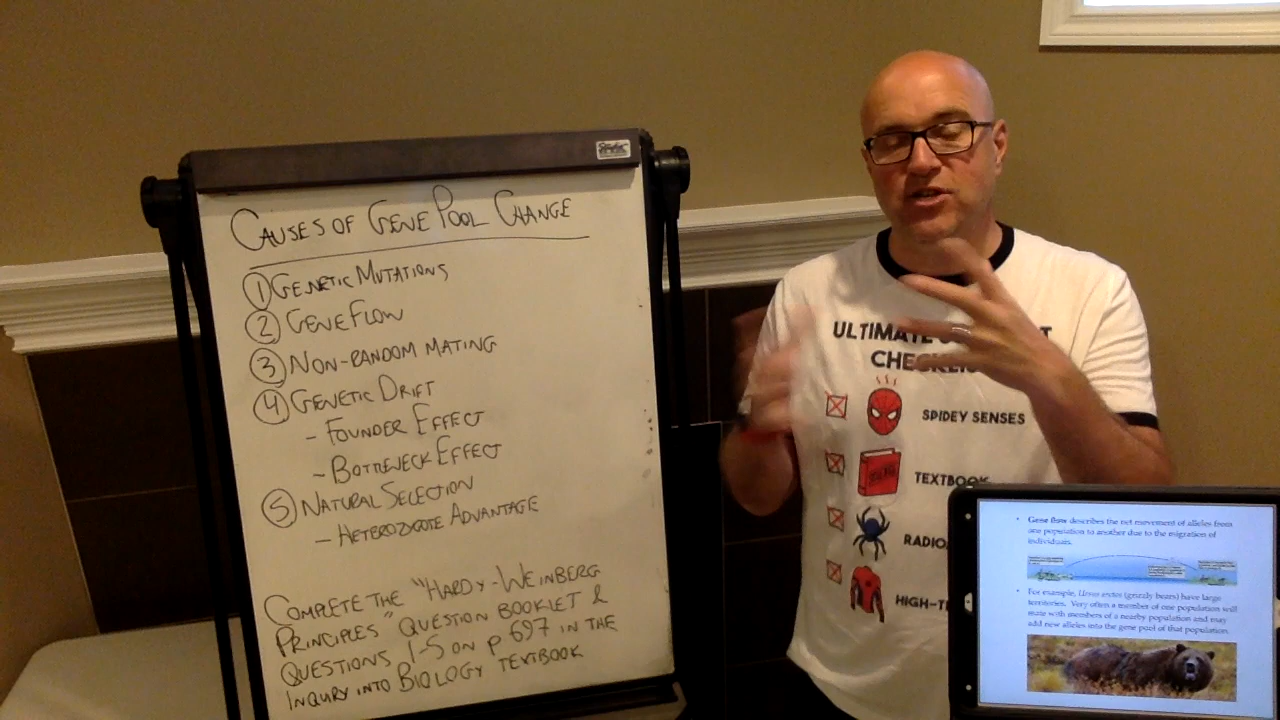 CAUSES OF GENE POOL CHANGE
① GENETIC MUTATIONS
② GENE FLOW
③ NON-RANDOM MATING
④ GENETIC DRIFT
- FOUNDER EFFECT
- BOTTLENECK EFFECT
⑤ NATURAL SELECTION
- HETEROZYGOTE ADVANTAGE
COMPLETE THE "HARDY-WEINBERG
PRINCIPLES" QUESTION BOOKLET &
QUESTIONS 1-5 ON P 697 IN THE
INQURY INTO BIOLOGY TEXTBOOK
ULTIMATE
SPIDEY SENSES
TEXTBOOK
• Gene flow describes the net movement of alleles from
one population to another due to the migration of
individuals.
• For example, Ursus arctos (grizzly bears) have large
territories. Very often a member of one population will
mate with members of a nearby population and may
add new alleles into the gene pool of that population.